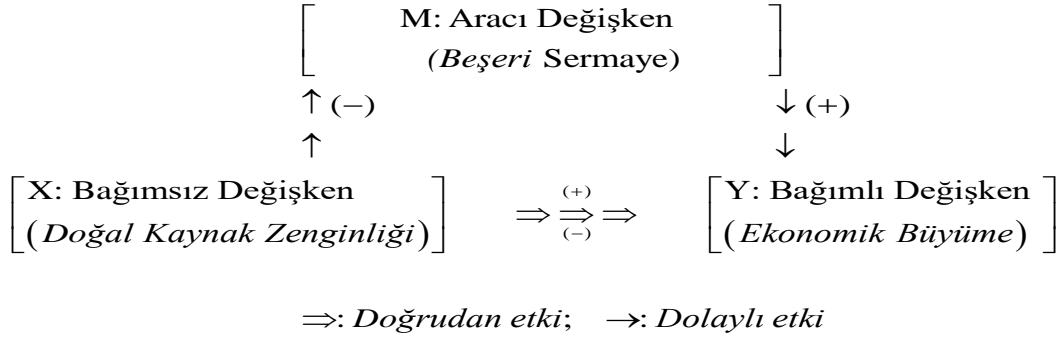 M: Aracı Değişken
(Beşeri Sermaye)
↑ (−) ↓ (+)
↑ ↓
X: Bağımsız Değişken (+) Y: Bağımlı Değişken
(Doğal Kaynak Zenginliği) ⇒ ⇒ ⇒ (Ekonomik Büyüme)
(−)
⇒: Doğrudan etki; →: Dolaylı etki